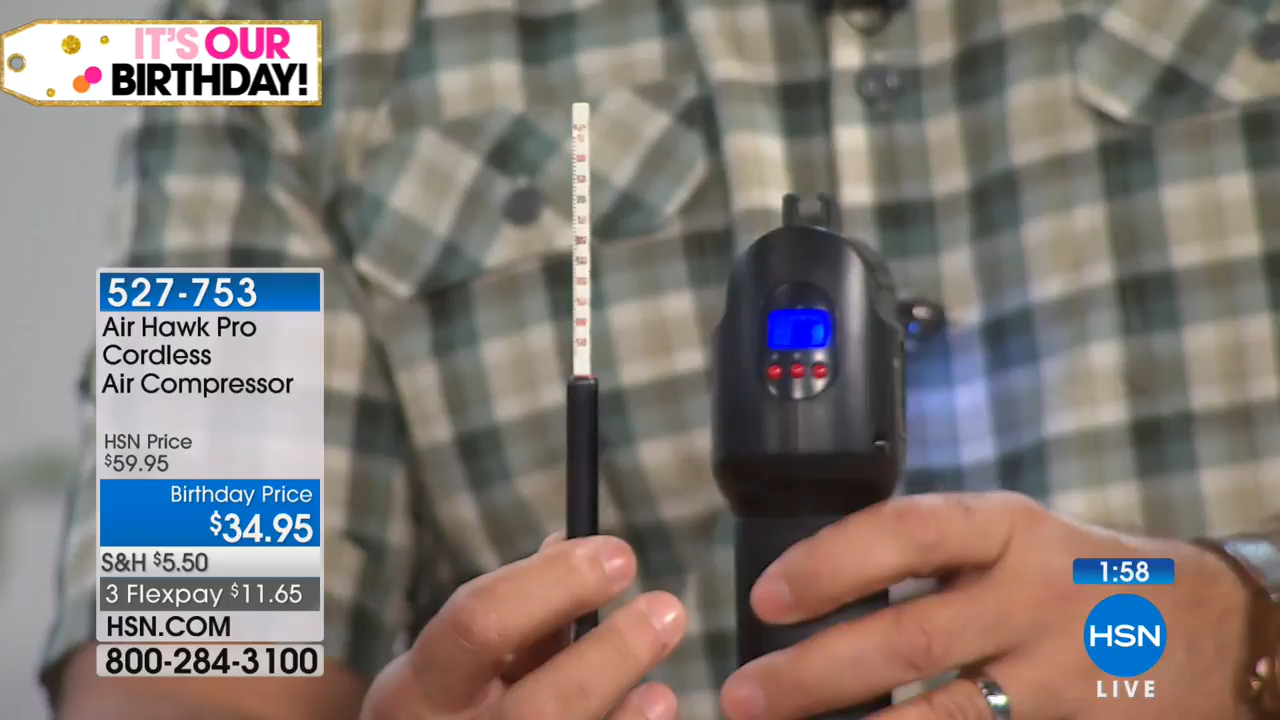 IT'S OUR
BIRTHDAY!
527-753
Air Hawk Pro
Cordless
Air Compressor
HSN Price
$59.95
Birthday Price
$34.95
S&H $5.50
3 Flexpay $11.65
HSN.COM
800-284-3100
1:58
HSN
LIVE